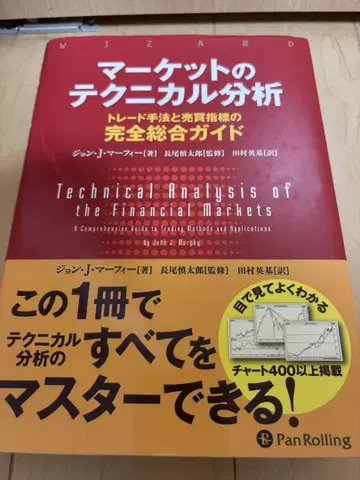 WIZARD
マーケットの
テクニカル分析
トレード手法と売買指標の
完全総合ガイド
ジョン・J・マーフィー[著] 長尾慎太郎[監修] 田村英基[訳]
Technical Analysis of
the Financial Markets
A Comprehensive Guide to Trading Methods and Applications
by John J. Murphy
ジョン・J・マーフィー[著] 長尾慎太郎[監修] 田村英基[訳]
この1冊で
テクニカル
分析の
すべてを
マスターできる!
目で見てよくわかる
チャート400以上掲載
PanRolling